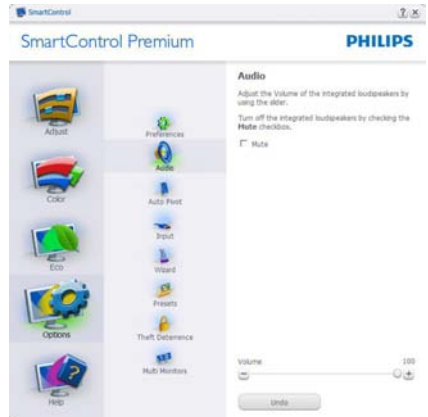 SmartControl
SmartControl Premium
PHILIPS
Adjust
Color
Eco
Options
Help
Preferences
Audio
Auto Pivot
Input
Wizard
Presets
Theft Deterrence
Multi Monitors
Audio
Adjust the Volume of the integrated loudspeakers by
using the slider.
Turn off the integrated loudspeakers by checking the
Mute checkbox.
Mute
Volume 100
Undo